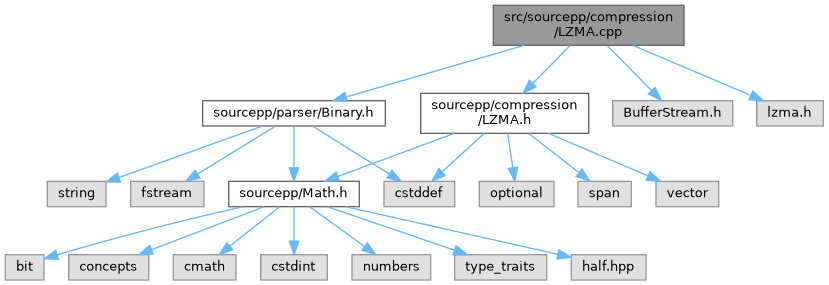 src/sourcepp/compression
/LZMA.cpp
sourcepp/parser/Binary.h
sourcepp/compression
/LZMA.h
BufferStream.h
lzma.h
string
fstream
sourcepp/Math.h
cstddef
optional
span
vector
bit
concepts
cmath
cstdint
numbers
type_traits
half.hpp